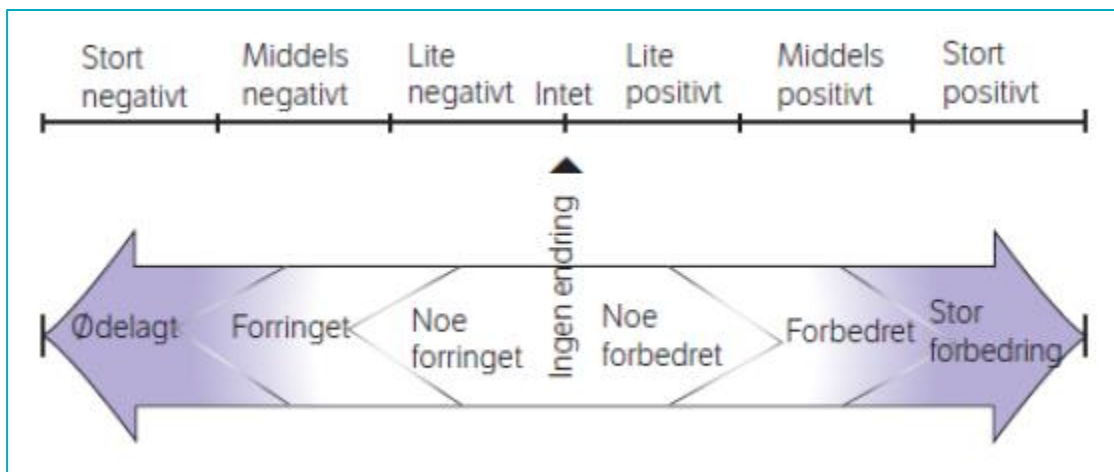 Stort
negativt
Middels
negativt
Lite
negativt
Intet
Lite
positivt
Middels
positivt
Stort
positivt
Ingen endring
Ødelagt
Forringet
Noe
forringet
Noe
forbedret
Forbedret
Stor
forbedring